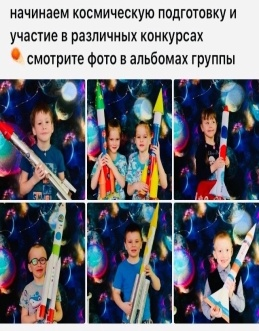 начинаем космическую подготовку и
участие в различных конкурсах
смотрите фото в альбомах группы